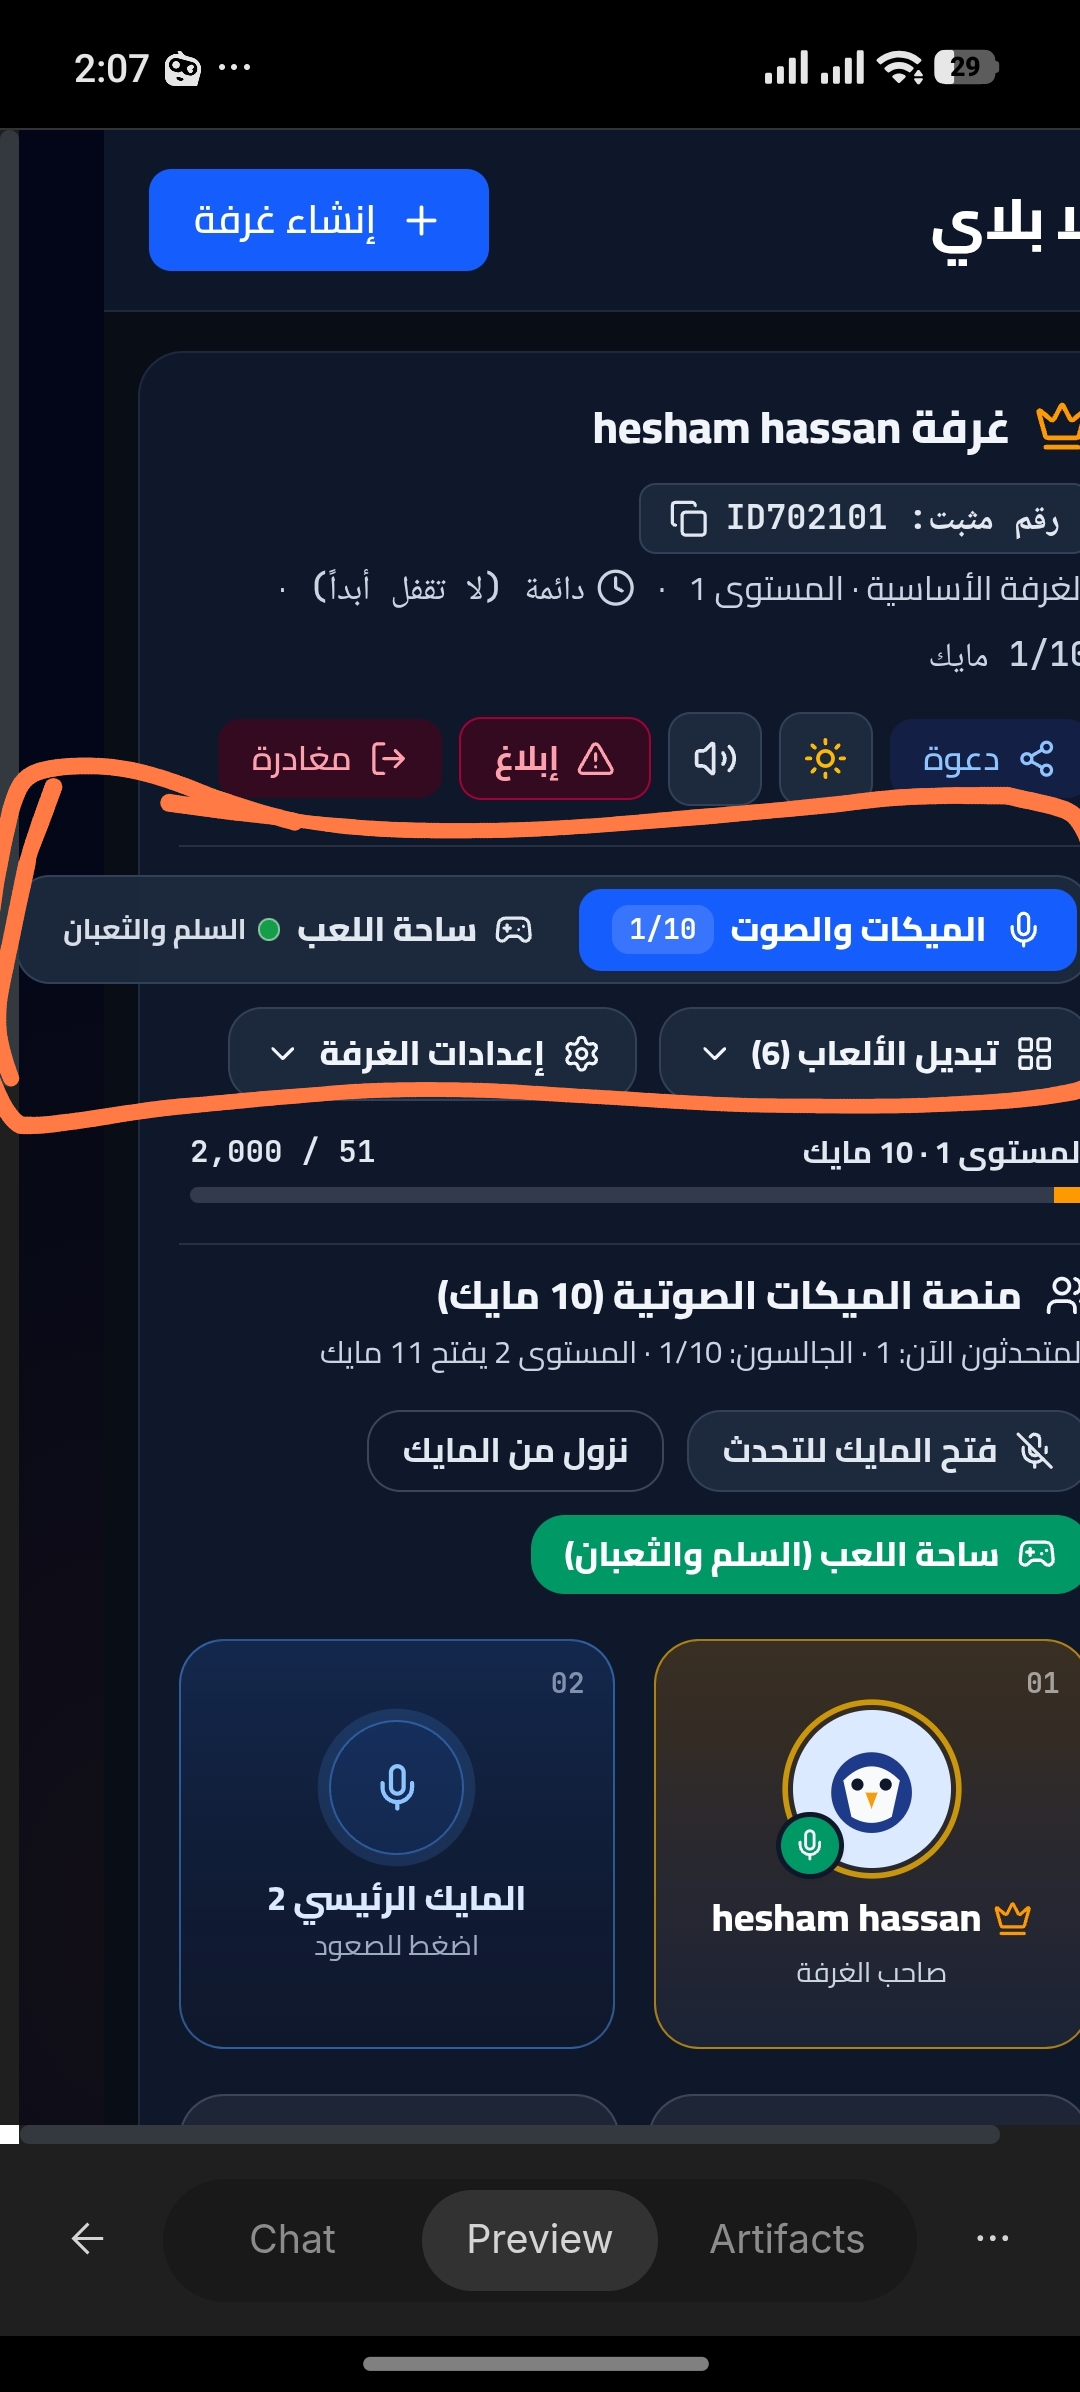 2:07
29
لا بلاي
إنشاء غرفة
غرفة hesham hassan
رقم مثبت: ID702101
الغرفة الأساسية · المستوى 1 · دائمة (لا تقفل أبداً) ·
1/10 مايك
دعوة
إبلاغ
مغادرة
الميكات والصوت 1/10
ساحة اللعب
السلم والثعبان
تبديل الألعاب (6)
إعدادات الغرفة
المستوى 1 · 10 مايك
2,000 / 51
منصة الميكات الصوتية (10 مايك)
المتحدثون الآن: 1 · الجالسون: 1/10 · المستوى 2 يفتح 11 مايك
فتح المايك للتحدث
نزول من المايك
ساحة اللعب (السلم والثعبان)
01
hesham hassan
صاحب الغرفة
02
المايك الرئيسي 2
اضغط للصعود
Chat
Preview
Artifacts